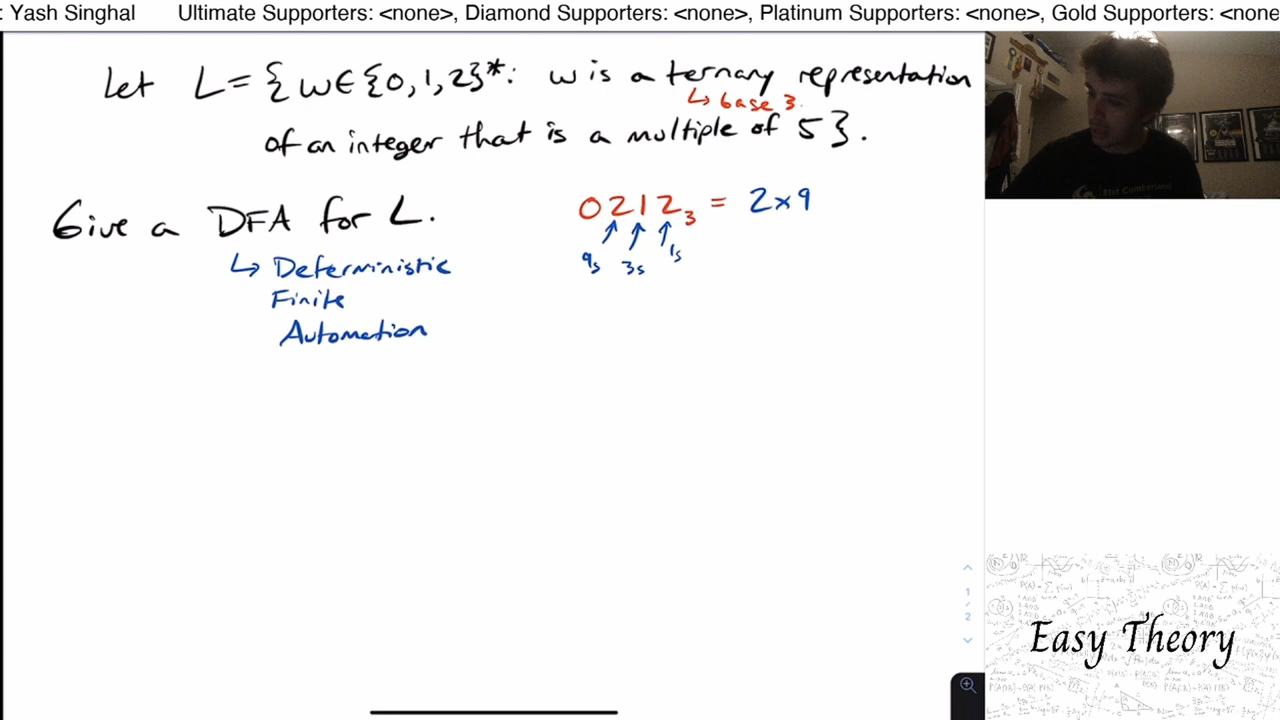 : Yash Singhal Ultimate Supporters: <none>, Diamond Supporters: <none>, Platinum Supporters: <none>, Gold Supporters: <none
Let L = { w ∈ {0, 1, 2}*: w is a ternary representation
↳ base 3.
of an integer that is a multiple of 5 }.
Give a DFA for L.
↳ Deterministic
Finite
Automation
0212₃ = 2×9
9s 3s 1s
1
/
2
Easy Theory